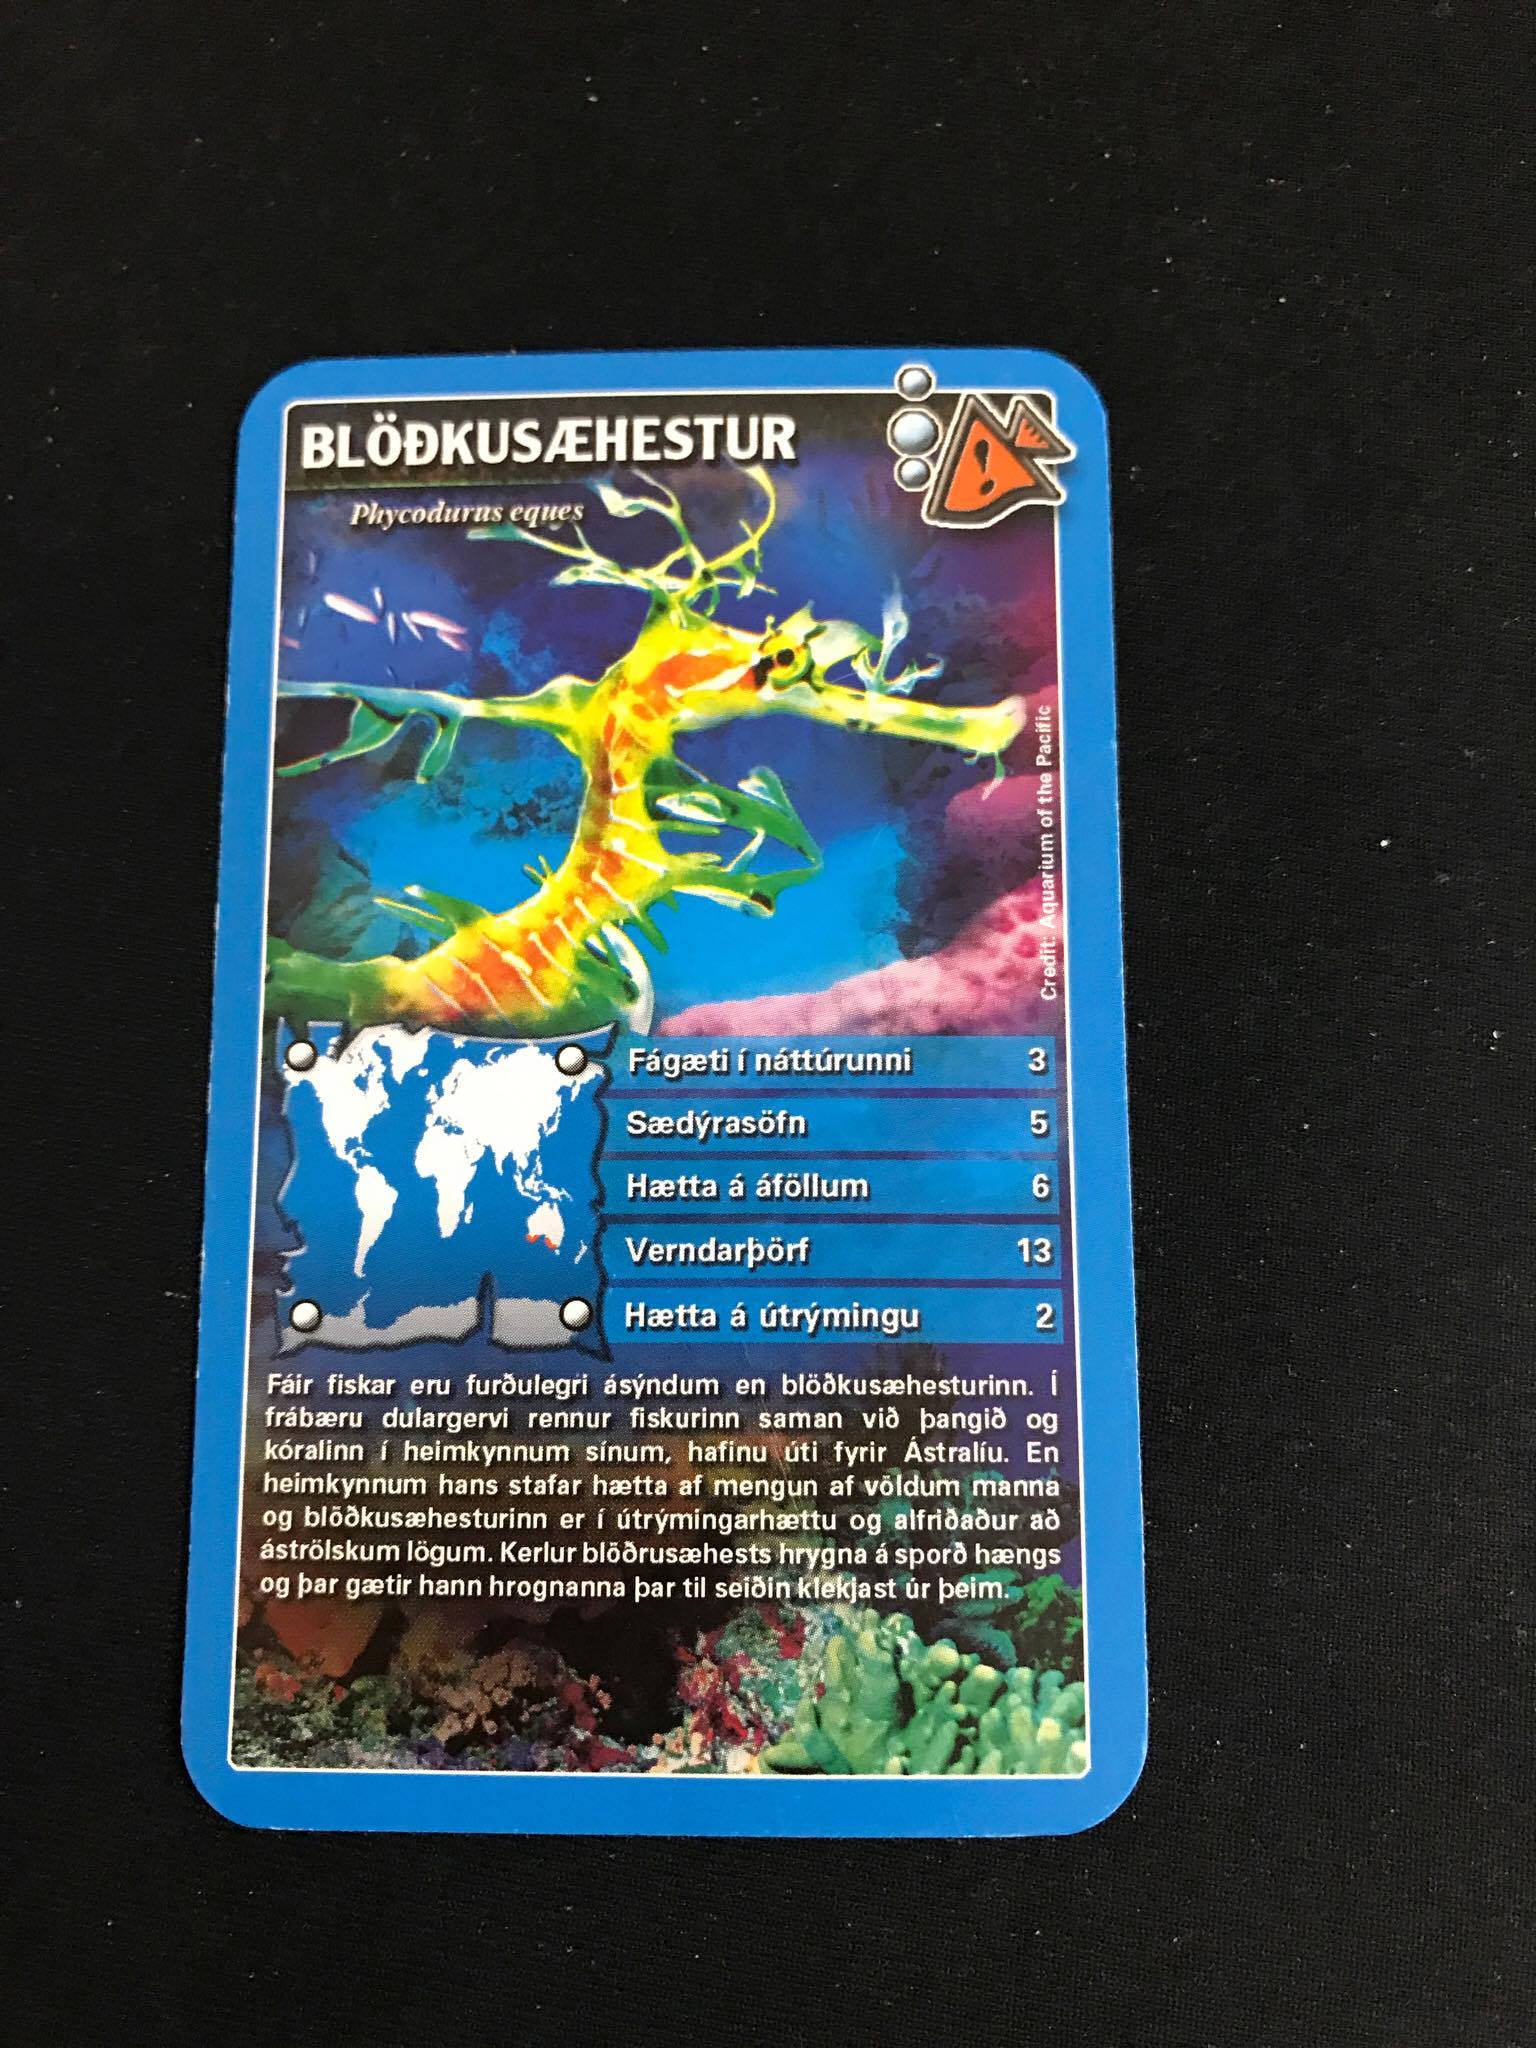 BLÖÐKUSÆHESTUR
Phycodurus eques
Credit: Aquarium of the Pacific
Fágæti í náttúrunni 3
Sædýrasöfn 5
Hætta á áföllum 6
Verndarþörf 13
Hætta á útrýmingu 2
Fáir fiskar eru furðulegri ásýndum en blöðkusæhesturinn. Í
frábæru dulargervi rennur fiskurinn saman við þangið og
kóralinn í heimkynnum sínum, hafinu úti fyrir Ástralíu. En
heimkynnum hans stafar hætta af mengun af völdum manna
og blöðkusæhesturinn er í útrýmingarhættu og alfriðaður að
áströlskum lögum. Kerlur blöðrusæhests hrygna á sporð hængs
og þar gætir hann hrognanna þar til seiðin klekjast úr þeim.